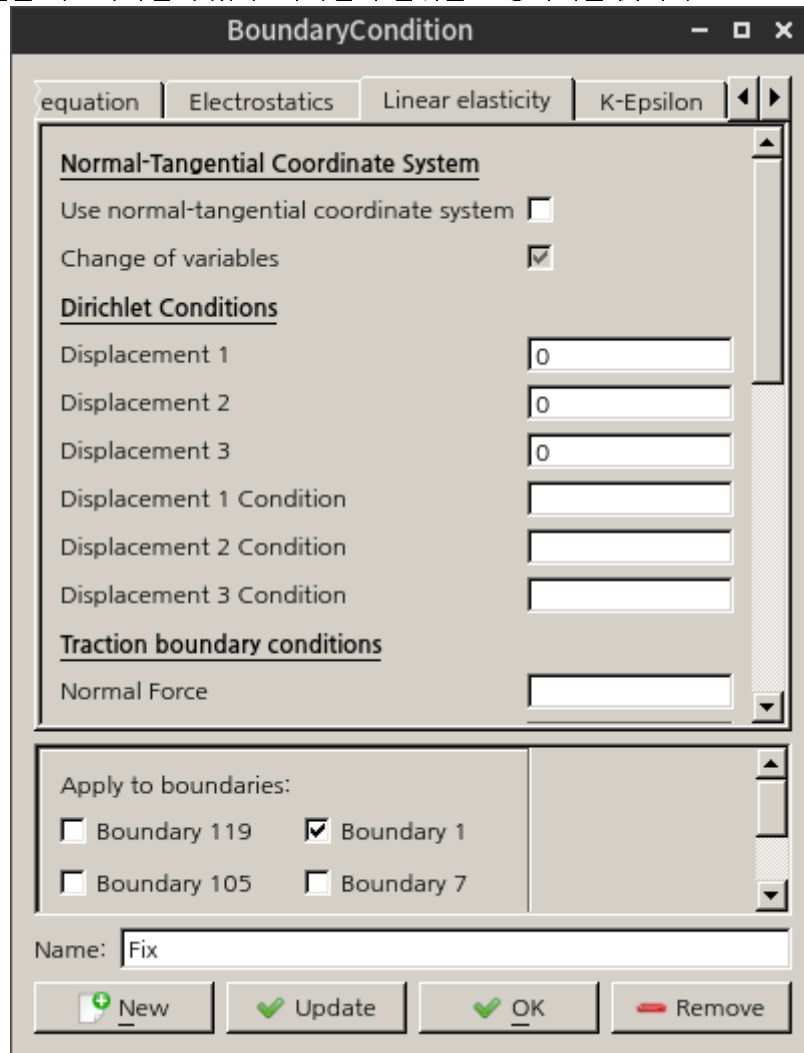 BoundaryCondition
equation Electrostatics Linear elasticity K-Epsilon
Normal-Tangential Coordinate System
Use normal-tangential coordinate system
Change of variables
Dirichlet Conditions
Displacement 1 0
Displacement 2 0
Displacement 3 0
Displacement 1 Condition
Displacement 2 Condition
Displacement 3 Condition
Traction boundary conditions
Normal Force
Apply to boundaries:
Boundary 119 Boundary 1
Boundary 105 Boundary 7
Name: Fix
New Update OK Remove